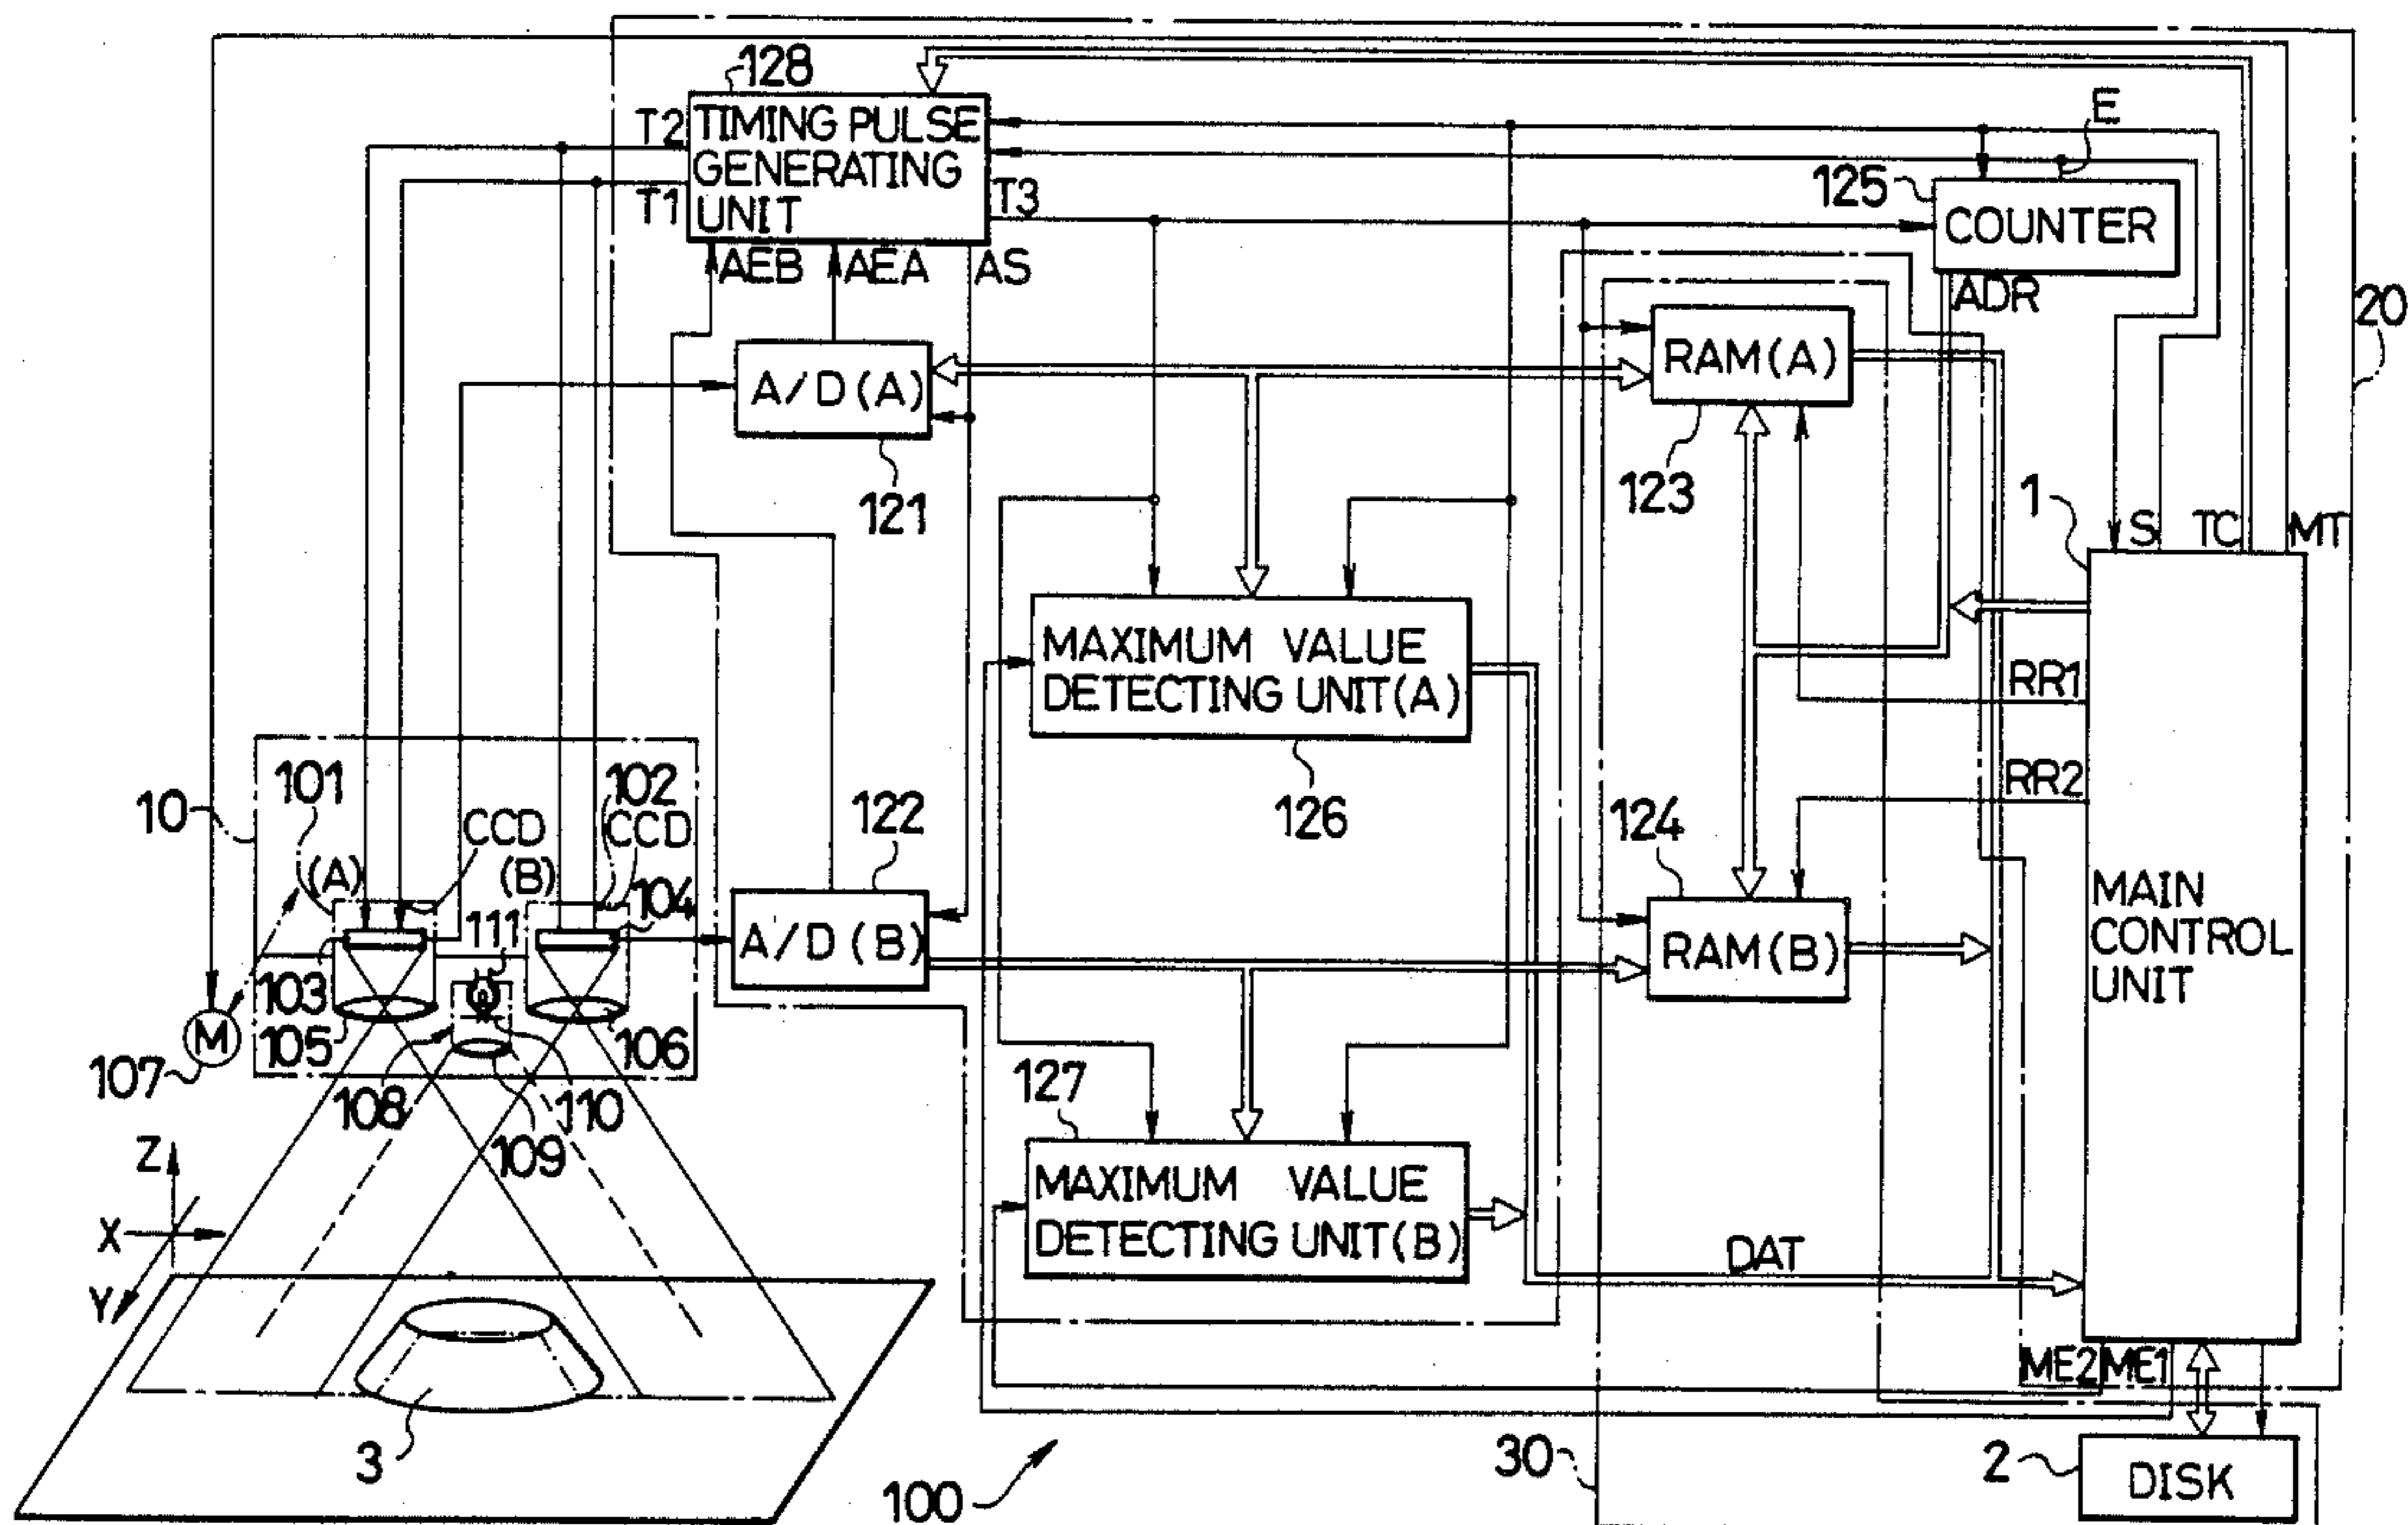 128
T2
TIMING PULSE
GENERATING
UNIT
T1
T3
E
125
COUNTER
AEB
AEA
AS
ADR
20
A/D(A)
RAM(A)
121
123
1
S
TC
MT
MAXIMUM VALUE
DETECTING UNIT(A)
RR1
RR2
126
10
101
102
CCD
CCD
(A)
(B)
104
111
122
A/D(B)
124
RAM(B)
MAIN
CONTROL
UNIT
103
105
106
M
107
108
109
110
127
Z
X
Y
MAXIMUM VALUE
DETECTING UNIT(B)
DAT
ME2
ME1
3
100
30
2
DISK